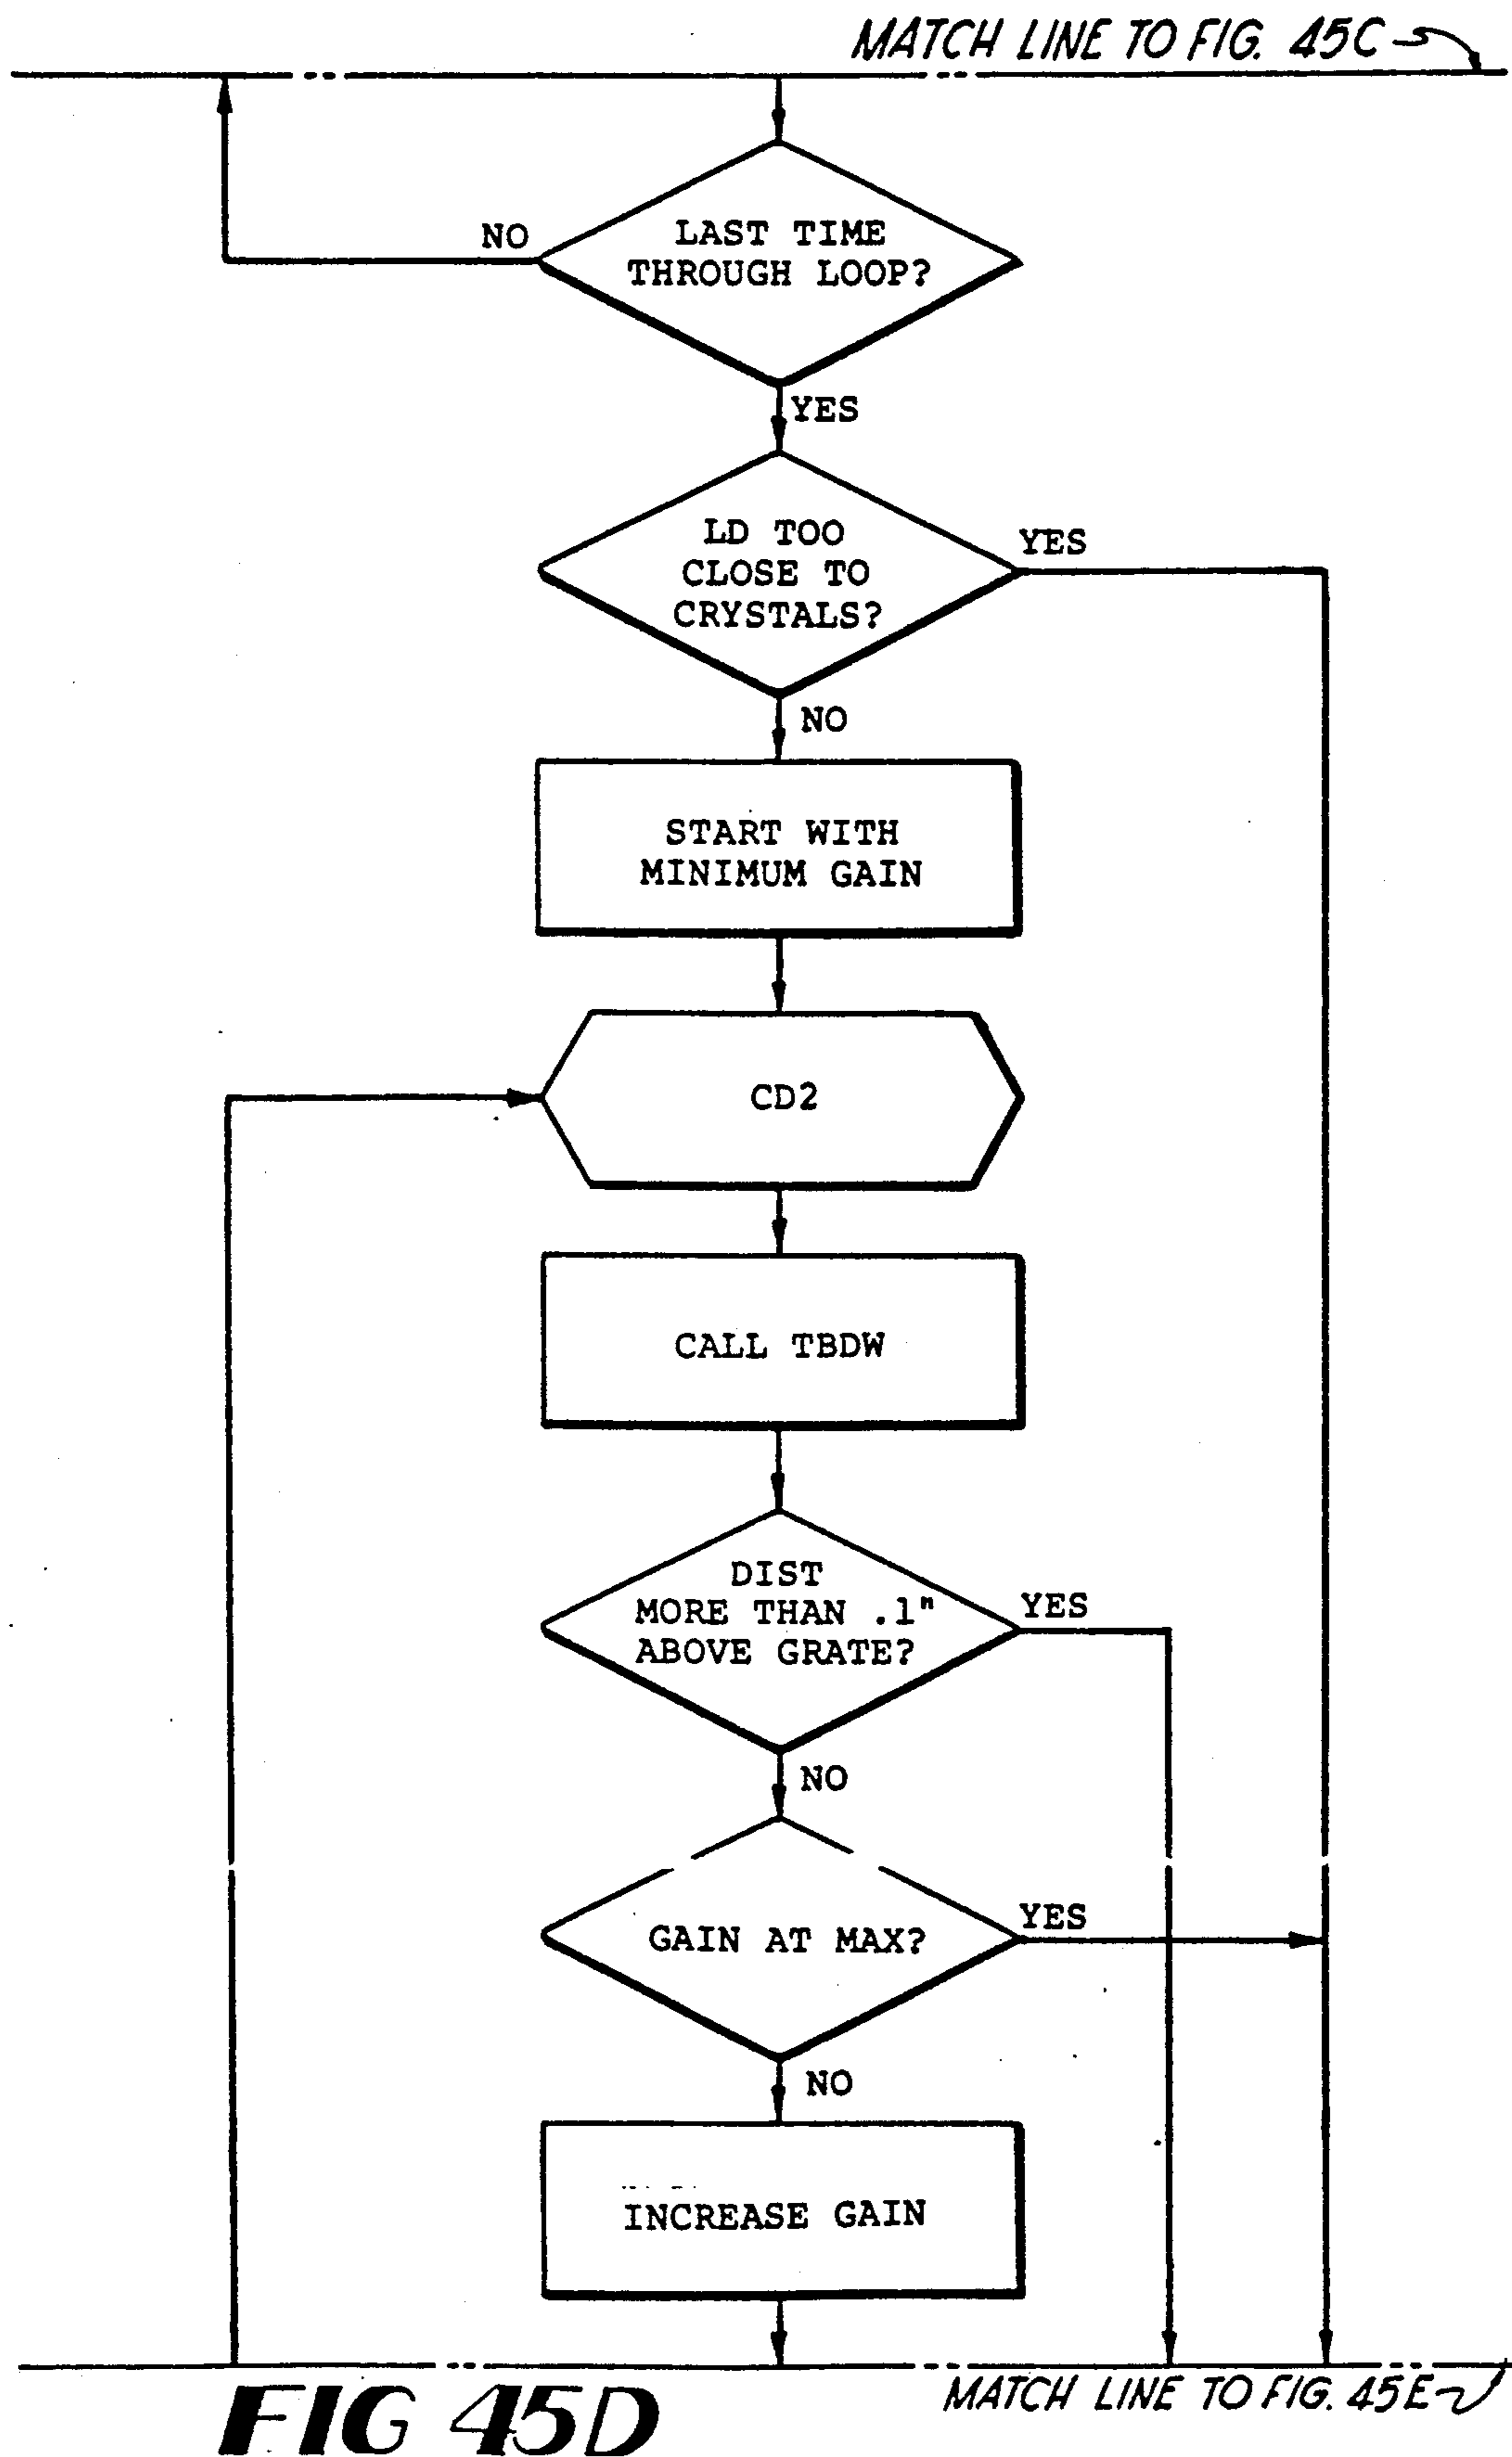 MATCH LINE TO FIG. 45C
LAST TIME
THROUGH LOOP?
NO
YES
LD TOO
CLOSE TO
CRYSTALS?
YES
NO
START WITH
MINIMUM GAIN
CD2
CALL TBDW
DIST
MORE THAN .1"
ABOVE GRATE?
YES
NO
GAIN AT MAX?
YES
NO
INCREASE GAIN
MATCH LINE TO FIG. 45E
FIG 45D